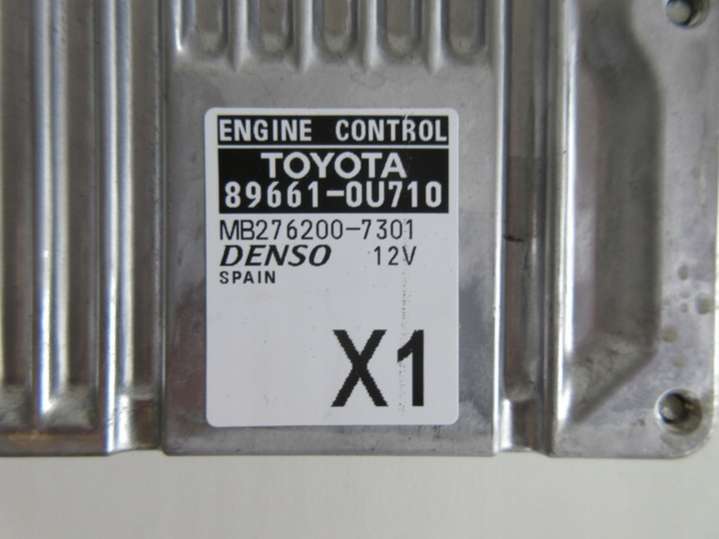 ENGINE CONTROL
TOYOTA
89661-0U710
MB276200-7301
DENSO 12V
SPAIN
X1